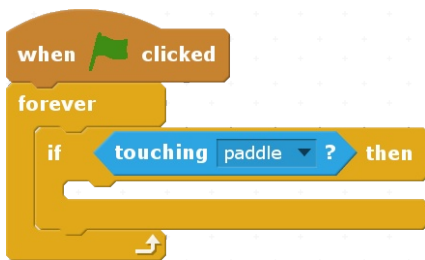 when clicked
forever
if touching paddle ? then